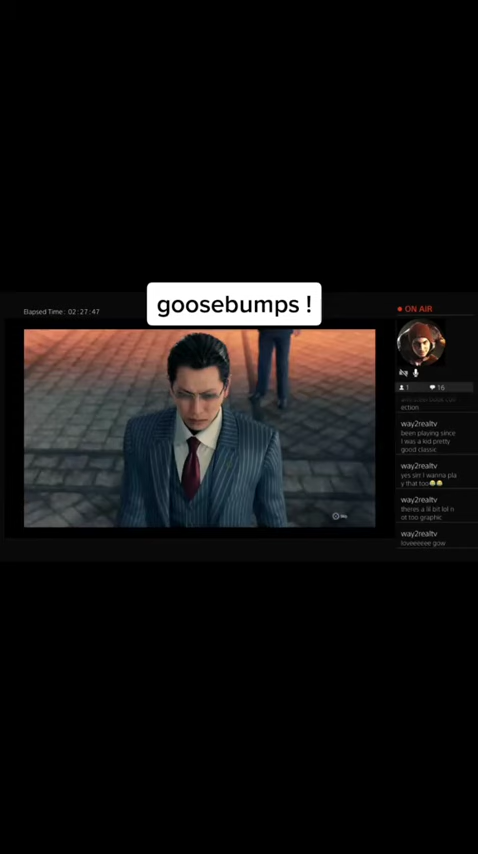 goosebumps !
Elapsed Time : 02:27:47
ON AIR
1 16
ection
way2realtv
been playing since
I was a kid pretty
good classic
way2realtv
yes sir I wanna pla
y that too😂😂
way2realtv
theres a lil bit lol n
ot too graphic
way2realtv
loveeeeee gow